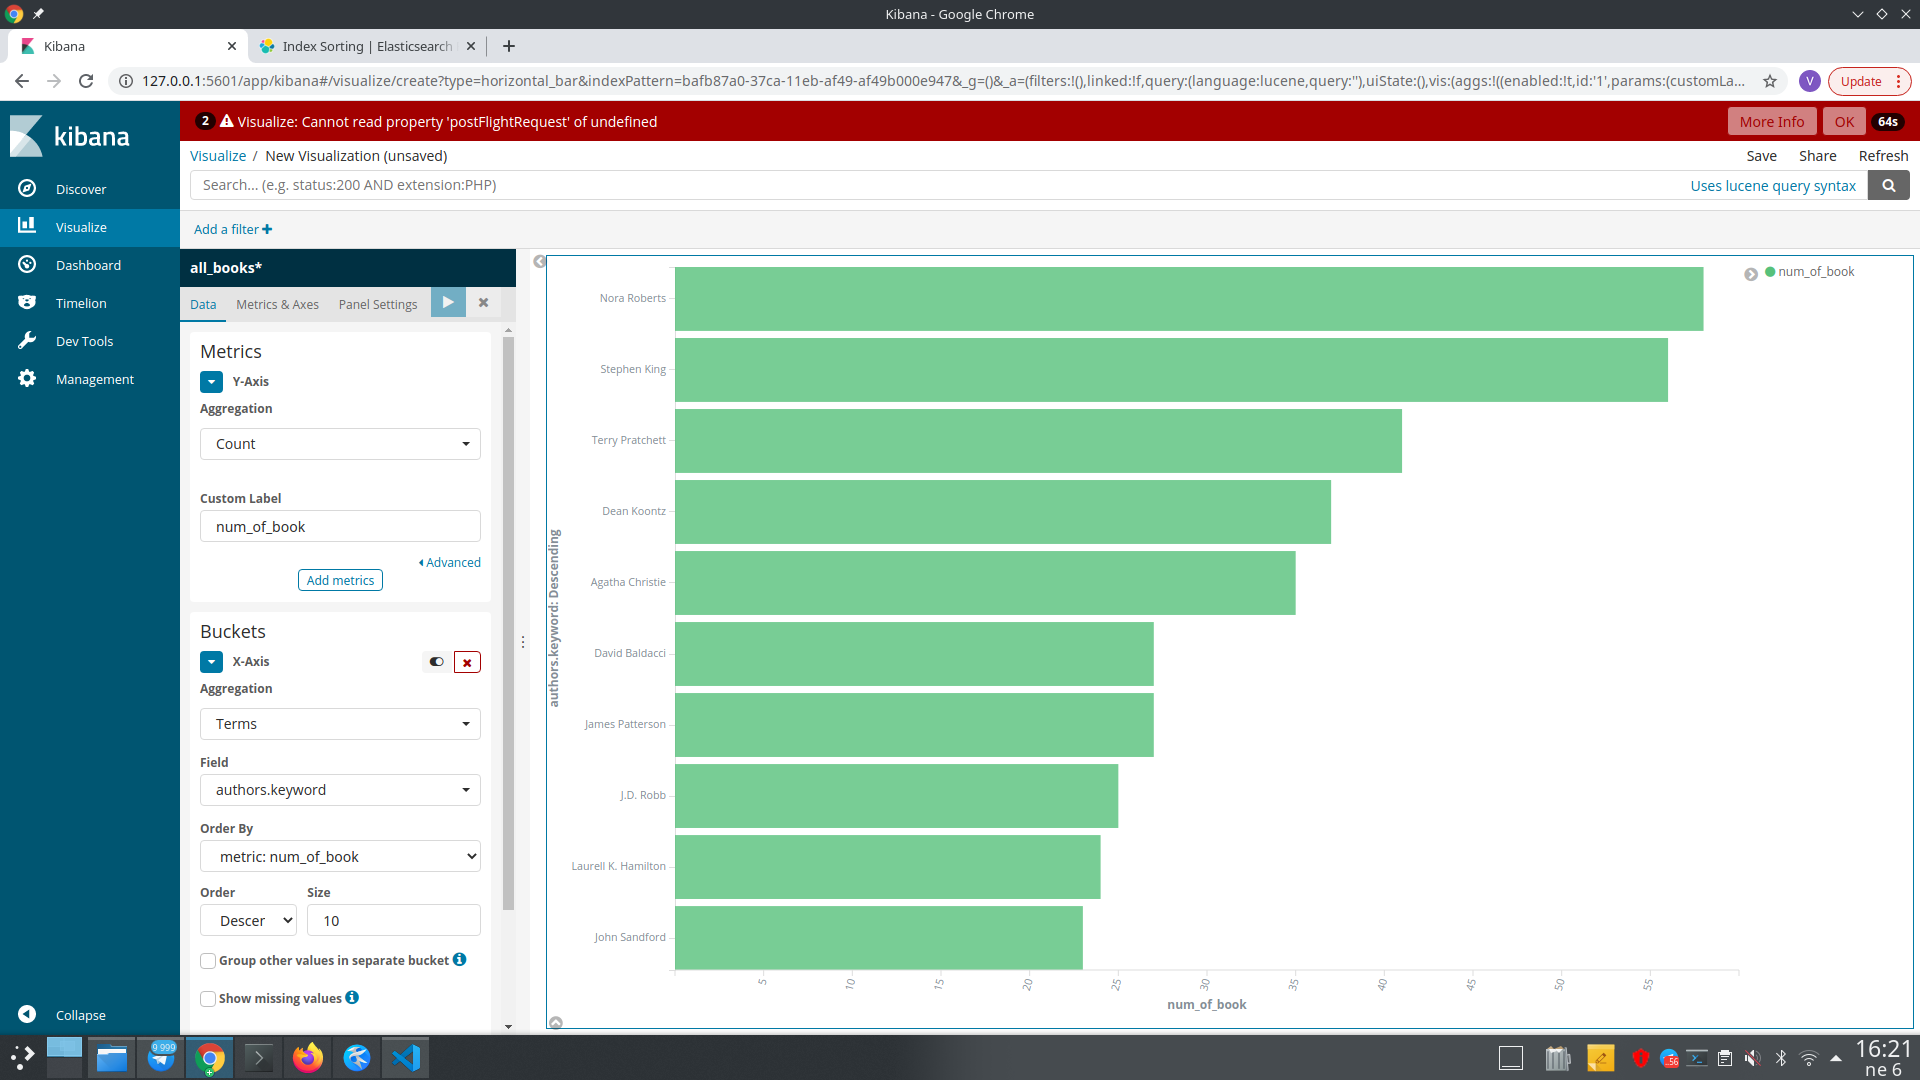 Kibana - Google Chrome
Kibana
Index Sorting | Elasticsearch
127.0.0.1:5601/app/kibana#/visualize/create?type=horizontal_bar&indexPattern=bafb87a0-37ca-11eb-af49-af49b000e947&_g=()&_a=(filters:!(),linked:!f,query:(language:lucene,query:''),uiState:(),vis:(aggs:!((enabled:!t,id:'1',params:(customLa...
V
Update
kibana
2 Visualize: Cannot read property 'postFlightRequest' of undefined
More Info
OK
64s
Visualize / New Visualization (unsaved)
Save
Share
Refresh
Search... (e.g. status:200 AND extension:PHP)
Uses lucene query syntax
Add a filter
Discover
Visualize
Dashboard
Timelion
Dev Tools
Management
Collapse
all_books*
Data
Metrics & Axes
Panel Settings
Metrics
Y-Axis
Aggregation
Count
Custom Label
num_of_book
Advanced
Add metrics
Buckets
X-Axis
Aggregation
Terms
Field
authors.keyword
Order By
metric: num_of_book
Order
Size
Descer
10
Group other values in separate bucket
Show missing values
authors.keyword: Descending
Nora Roberts
Stephen King
Terry Pratchett
Dean Koontz
Agatha Christie
David Baldacci
James Patterson
J.D. Robb
Laurell K. Hamilton
John Sandford
5
10
15
20
25
30
35
40
45
50
55
num_of_book
num_of_book
9 999
56
16:21
ne 6